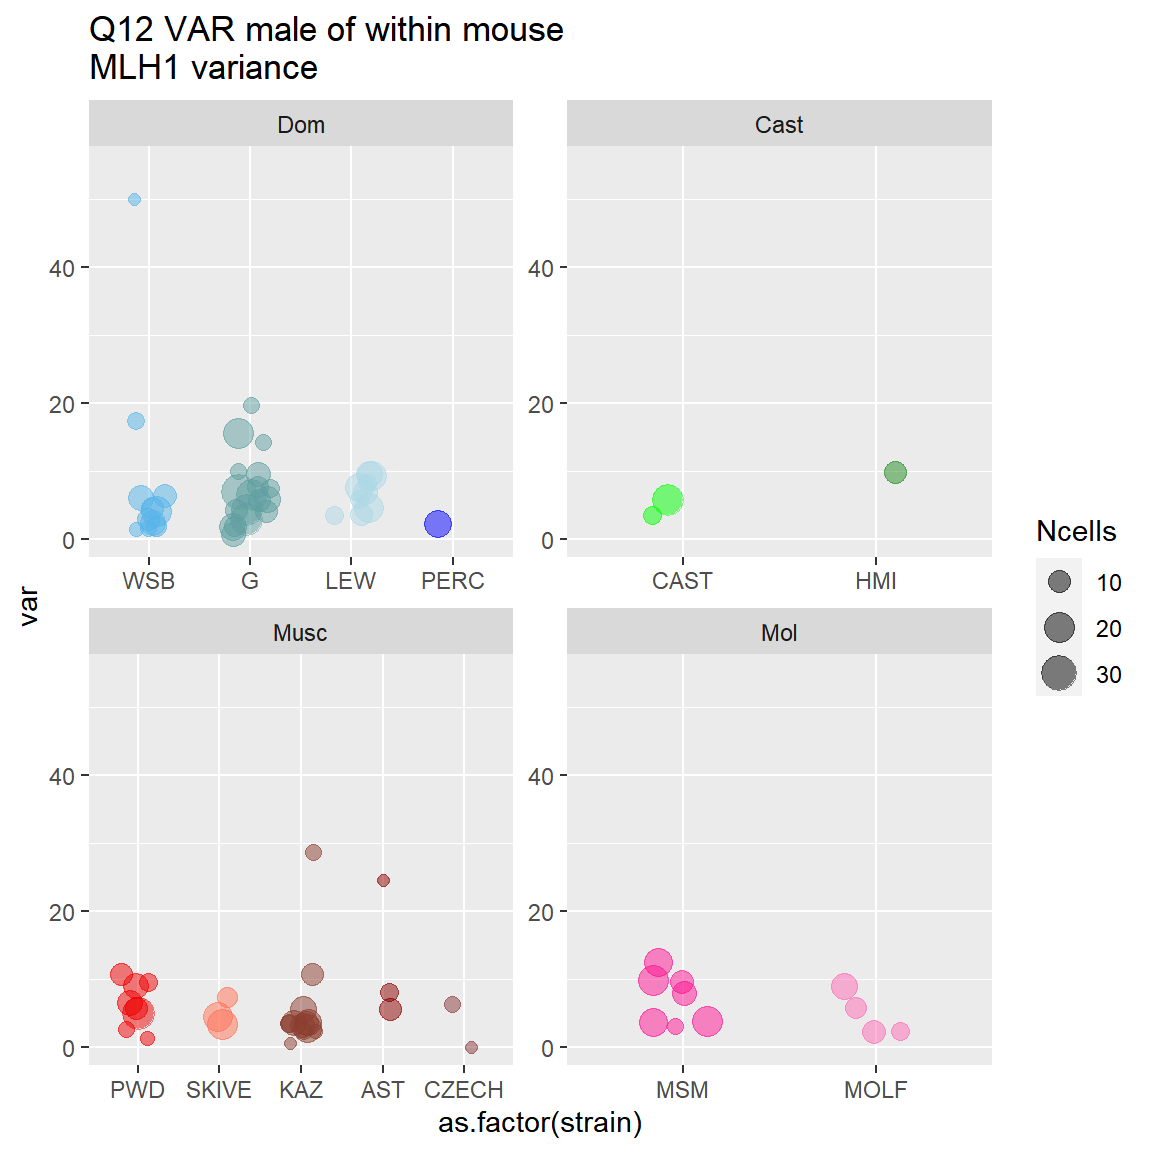 Q12 VAR male of within mouse
MLH1 variance
Dom
Cast
40
20
0
40
20
0
WSB G LEW PERC
CAST HMI
Musc
Mol
40
20
0
40
20
0
PWD SKIVE KAZ AST CZECH
MSM MOLF
var
as.factor(strain)
Ncells
10
20
30